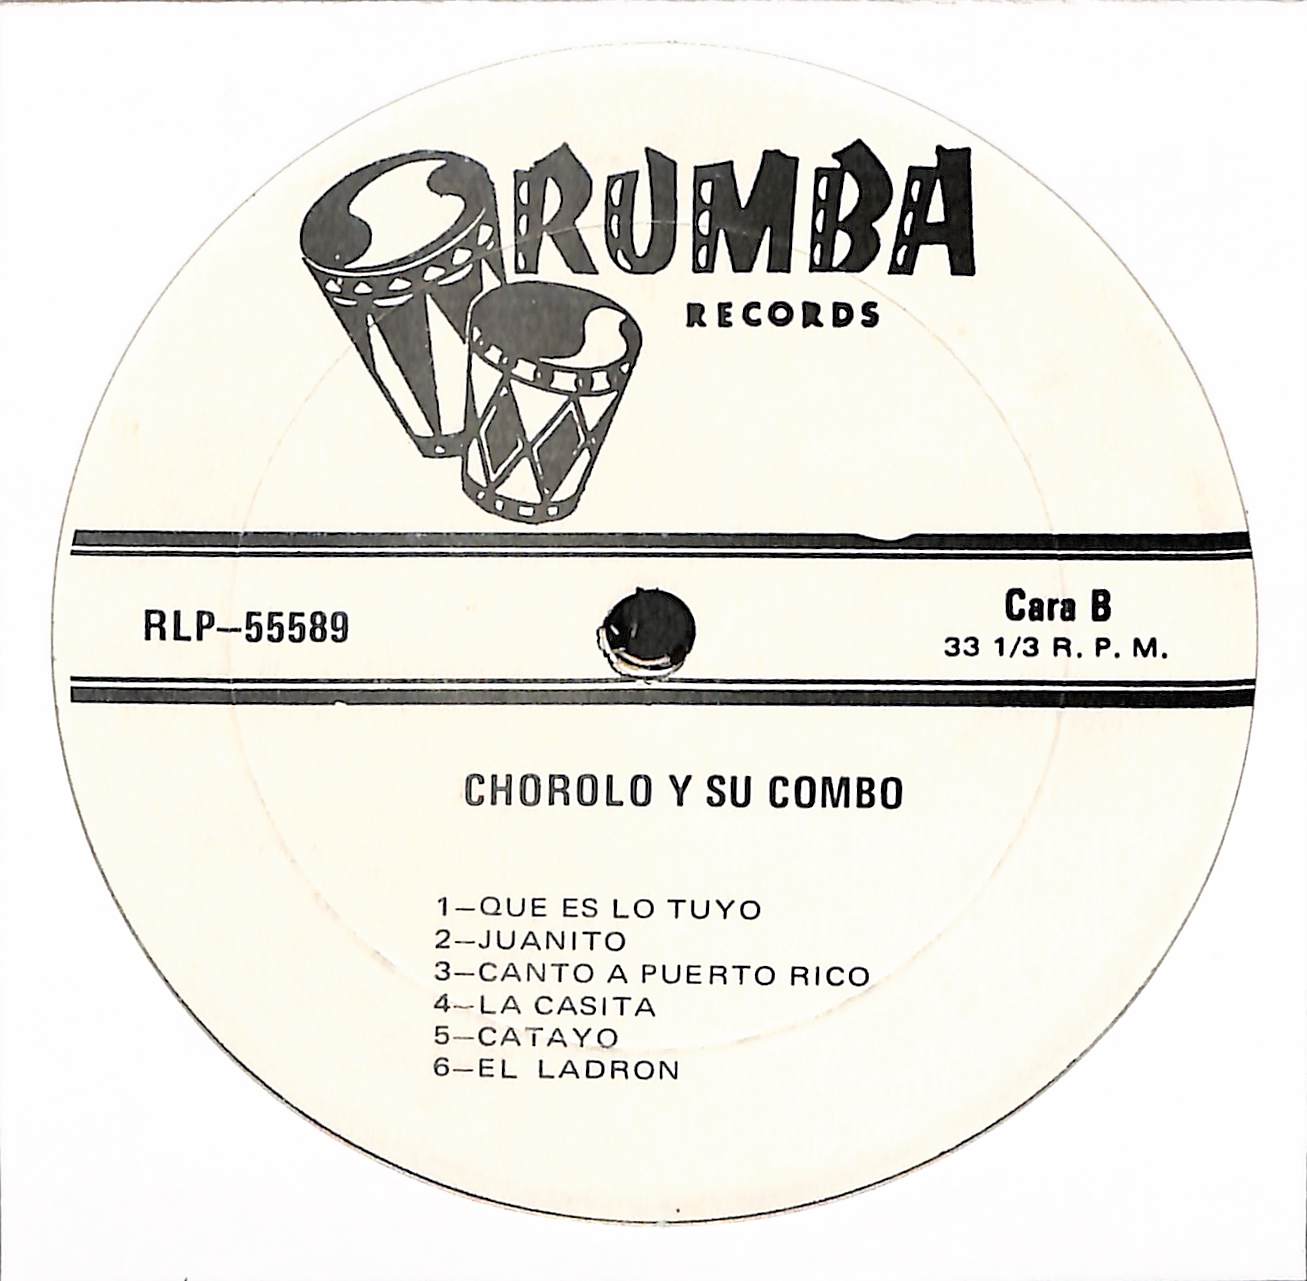 RUMBA
RECORDS
RLP-55589
Cara B
33 1/3 R. P. M.
CHOROLO Y SU COMBO
1-QUE ES LO TUYO
2-JUANITO
3-CANTO A PUERTO RICO
4-LA CASITA
5-CATAYO
6-EL LADRON